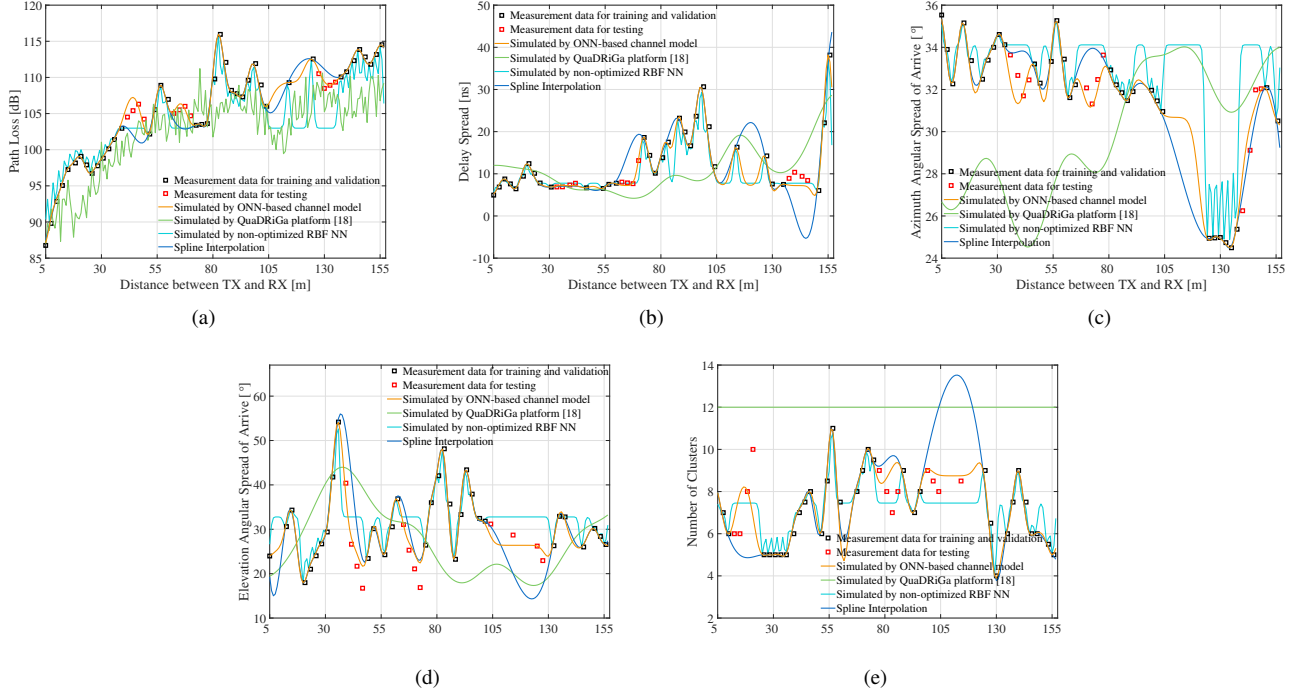 120
115
110
105
100
95
90
85
Path Loss [dB]
Measurement data for training and validation
Measurement data for testing
Simulated by ONN-based channel model
Simulated by QuaDRiGa platform [18]
Simulated by non-optimized RBF NN
Spline Interpolation
5 30 55 80 105 130 155
Distance between TX and RX [m]
(a)
50
40
30
20
10
0
-10
Delay Spread [ns]
Measurement data for training and validation
Measurement data for testing
Simulated by ONN-based channel model
Simulated by QuaDRiGa platform [18]
Simulated by non-optimized RBF NN
Spline Interpolation
5 30 55 80 105 130 155
Distance between TX and RX [m]
(b)
36
34
32
30
28
26
24
Azimuth Angular Spread of Arrive [°]
Measurement data for training and validation
Measurement data for testing
Simulated by ONN-based channel model
Simulated by QuaDRiGa platform [18]
Simulated by non-optimized RBF NN
Spline Interpolation
5 30 55 80 105 130 155
Distance between TX and RX [m]
(c)
60
50
40
30
20
10
Elevation Angular Spread of Arrive [°]
Measurement data for training and validation
Measurement data for testing
Simulated by ONN-based channel model
Simulated by QuaDRiGa platform [18]
Simulated by non-optimized RBF NN
Spline Interpolation
5 30 55 80 105 130 155
(d)
14
12
10
8
6
4
2
Number of Clusters
Measurement data for training and validation
Measurement data for testing
Simulated by ONN-based channel model
Simulated by QuaDRiGa platform [18]
Simulated by non-optimized RBF NN
Spline Interpolation
5 30 55 80 105 130 155
(e)